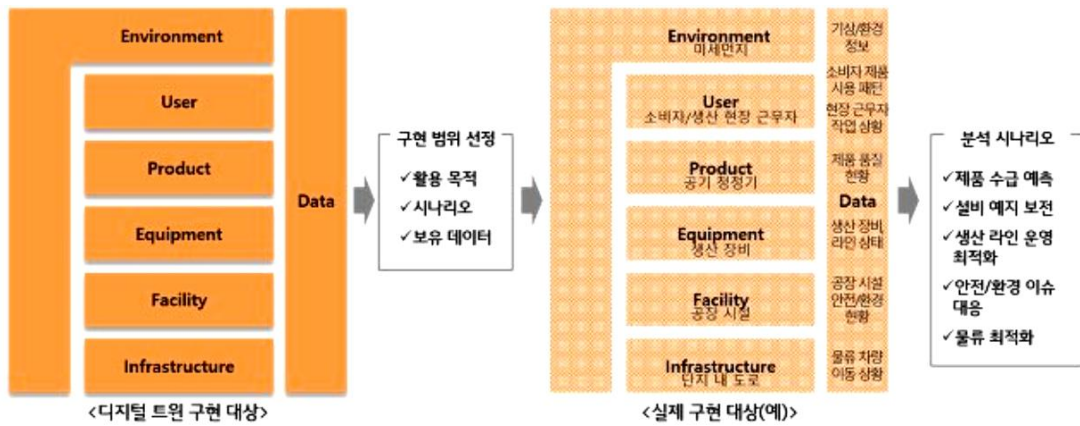 Environment
User
Product
Equipment
Facility
Infrastructure
Data
<디지털 트윈 구현 대상>
구현 범위 선정
✓활용 목적
✓시나리오
✓보유 데이터
Environment
미세먼지
User
소비자/생산 현장 근무자
Product
공기 청정기
Equipment
생산 장비
Facility
공장 시설
Infrastructure
단지 내 도로
기상/환경
정보
소비자 제품
사용 패턴
현장 근무자
작업 상황
제품 품질
현황
Data
생산 장비,
라인 상태
공장 시설
안전/환경
현황
물류 차량
이동 상황
<실제 구현 대상(예)>
분석 시나리오
✓제품 수급 예측
✓설비 예지 보전
✓생산 라인 운영
최적화
✓안전/환경 이슈
대응
✓물류 최적화